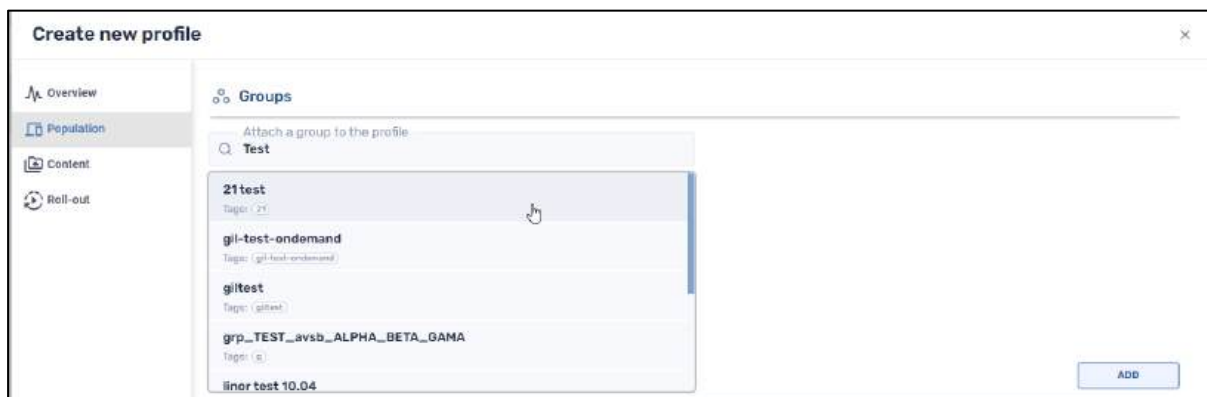 Create new profile
×
Overview
Groups
Population
Attach a group to the profile
Test
Content
21test
Tags: 21
Roll-out
gil-test-ondemand
Tags: gil-test-ondemand
giltest
Tags: giltest
grp_TEST_avsb_ALPHA_BETA_GAMA
Tags: g
linor test 10.04
ADD